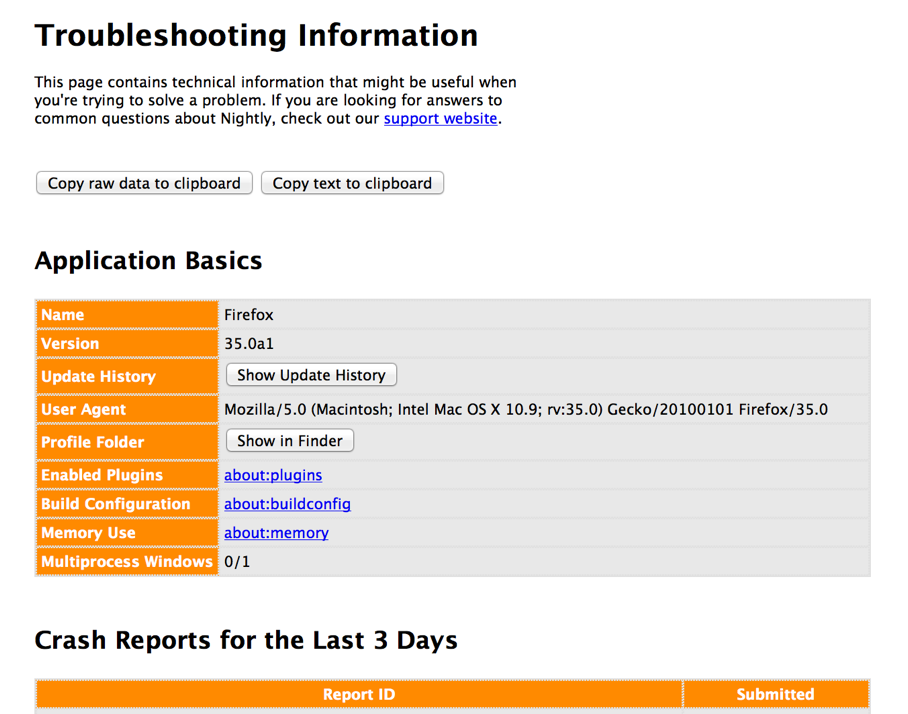 Troubleshooting Information
This page contains technical information that might be useful when
you're trying to solve a problem. If you are looking for answers to
common questions about Nightly, check out our support website.
Copy raw data to clipboard Copy text to clipboard
Application Basics
Name Firefox
Version 35.0a1
Update History Show Update History
User Agent Mozilla/5.0 (Macintosh; Intel Mac OS X 10.9; rv:35.0) Gecko/20100101 Firefox/35.0
Profile Folder Show in Finder
Enabled Plugins about:plugins
Build Configuration about:buildconfig
Memory Use about:memory
Multiprocess Windows 0/1
Crash Reports for the Last 3 Days
Report ID Submitted